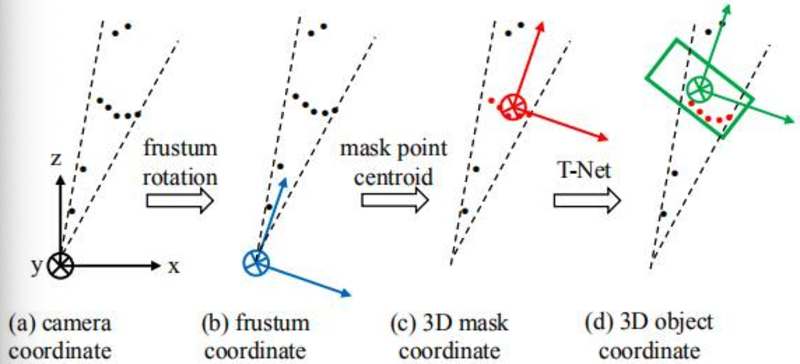 frustum
rotation
mask point
centroid
T-Net
z
y
x
(a) camera
coordinate
(b) frustum
coordinate
(c) 3D mask
coordinate
(d) 3D object
coordinate